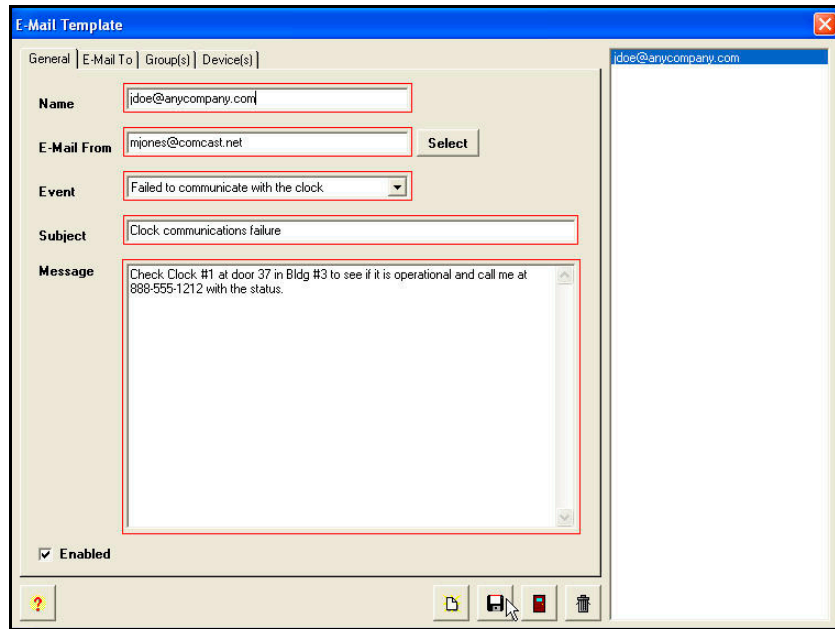 E-Mail Template
General E-Mail To Group(s) Device(s)
Name jdoe@anycompany.com
E-Mail From mjones@comcast.net Select
Event Failed to communicate with the clock
Subject Clock communications failure
Message Check Clock #1 at door 37 in Bldg #3 to see if it is operational and call me at
888-555-1212 with the status.
Enabled
?
jdoe@anycompany.com